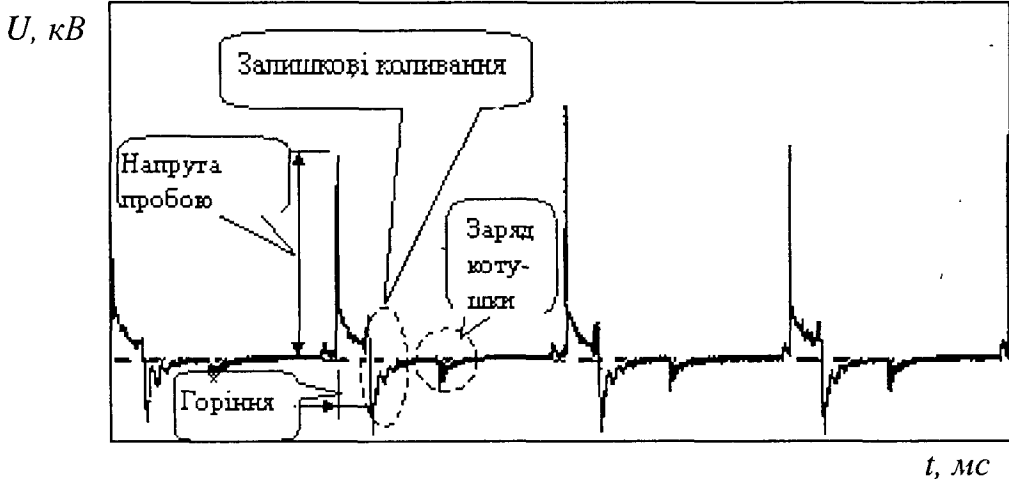 U, кВ
Залишкові коливання
Напруга
пробою
Заряд
коту-
шки
Горіння
t, мс